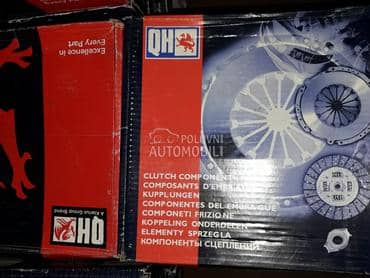 Excellence in
Every Part
QH
A Klarius Group Brand
QH
POLOVNI
AUTOMOBILI
CLUTCH COMPONENTS
COMPOSANTS D'EMBRAYAGE
KUPPLUNGEN
COMPONENTES DEL EMBRAGUE
COMPONETI FRIZIONE
KOPPELING ONDERDELEN
ELEMENTY SPRZEGLA
КОМПОНЕНТЫ СЦЕПЛЕНИЙ